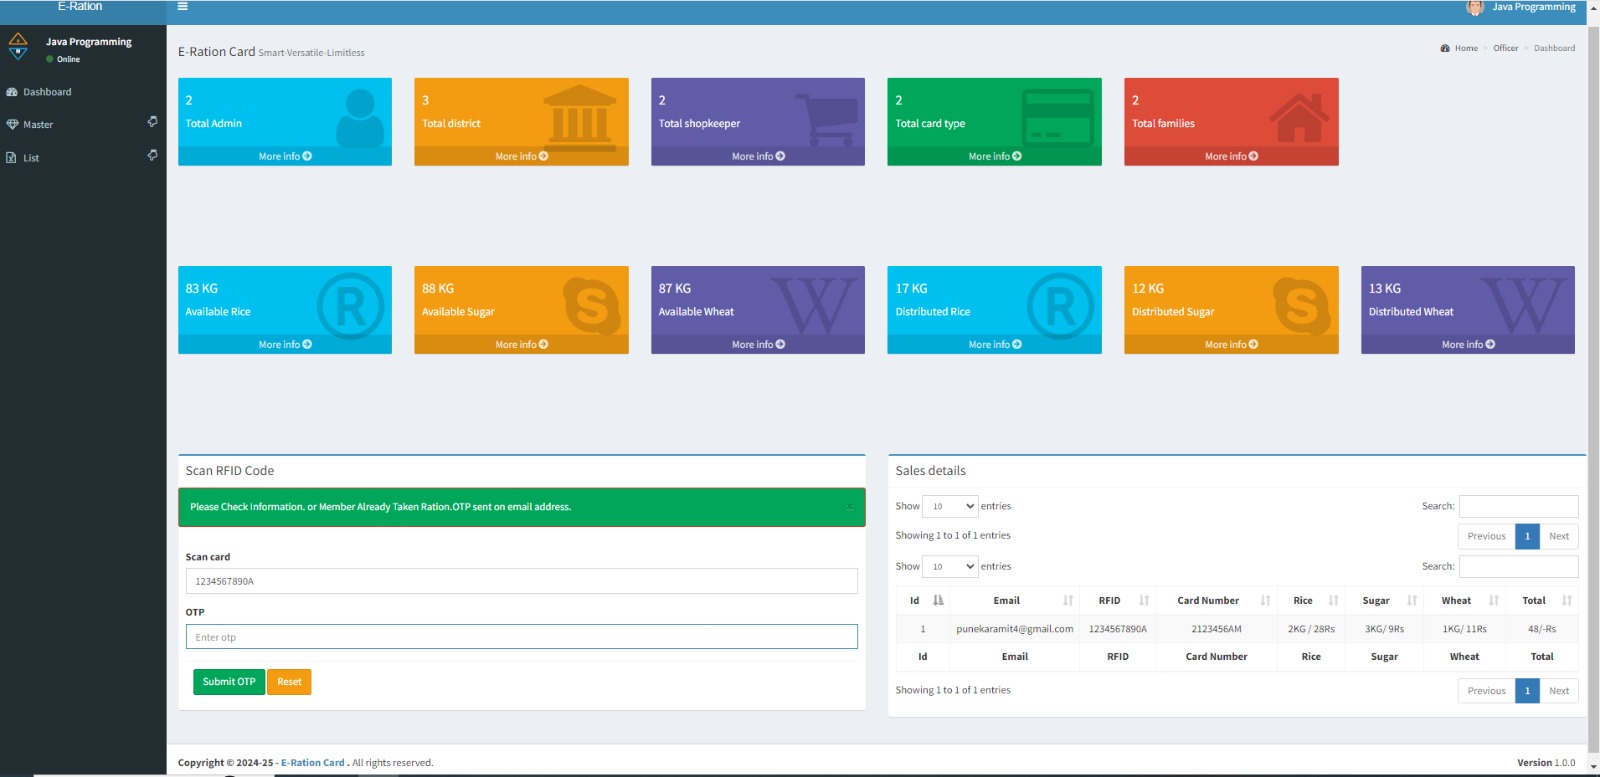 E-Ration
Java Programming
Java Programming
Online
Dashboard
Master
List
E-Ration Card Smart-Versatile-Limitless
Home > Officer > Dashboard
2
Total Admin
More info
3
Total district
More info
2
Total shopkeeper
More info
2
Total card type
More info
2
Total families
More info
83 KG
Available Rice
R
More info
88 KG
Available Sugar
S
More info
87 KG
Available Wheat
W
More info
17 KG
Distributed Rice
R
More info
12 KG
Distributed Sugar
S
More info
13 KG
Distributed Wheat
W
More info
Scan RFID Code
Please Check Information. or Member Already Taken Ration.OTP sent on email address. ×
Scan card
1234567890A
OTP
Enter otp
Submit OTP Reset
Sales details
Show 10 entries Search:
Showing 1 to 1 of 1 entries Previous 1 Next
Show 10 entries Search:
Id Email RFID Card Number Rice Sugar Wheat Total
1 punekaramit4@gmail.com 1234567890A 2123456AM 2KG / 28Rs 3KG/ 9Rs 1KG/ 11Rs 48/-Rs
Id Email RFID Card Number Rice Sugar Wheat Total
Showing 1 to 1 of 1 entries Previous 1 Next
Copyright © 2024-25 - E-Ration Card . All rights reserved. Version 1.0.0